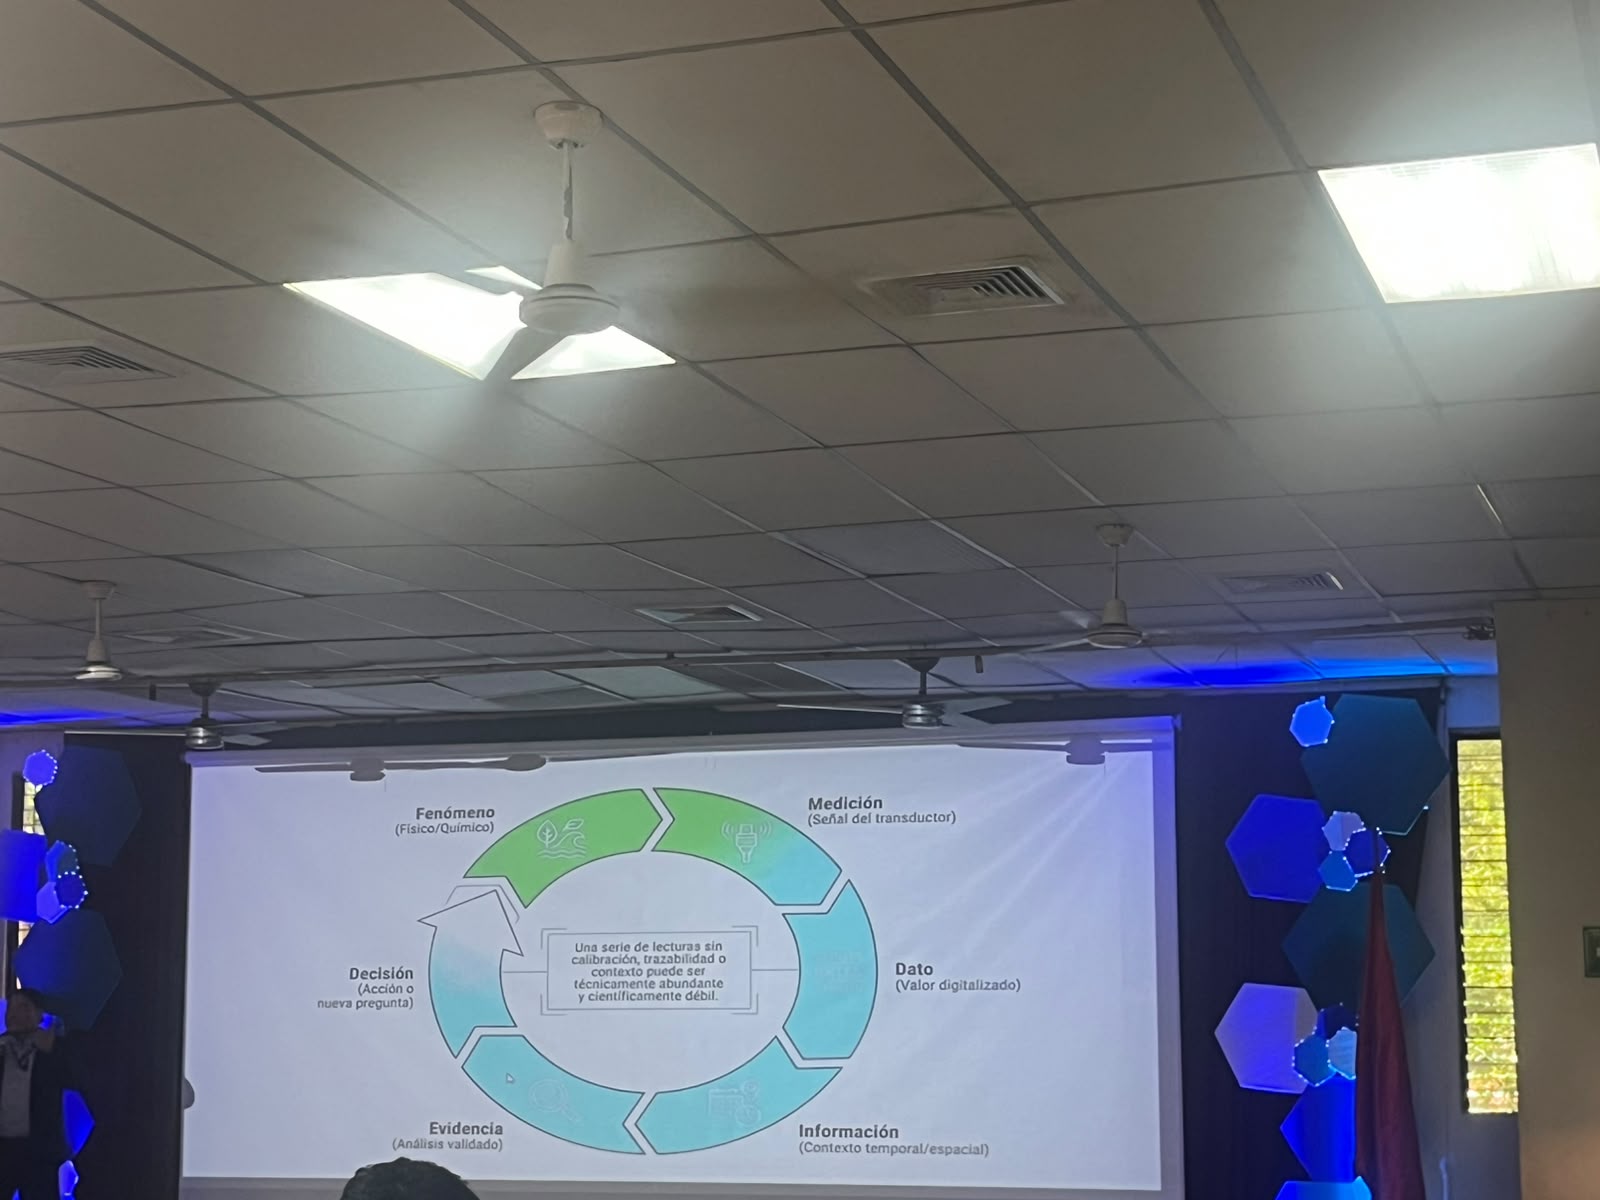 Fenómeno
(Físico/Químico)
Medición
(Señal del transductor)
Dato
(Valor digitalizado)
Información
(Contexto temporal/espacial)
Evidencia
(Análisis validado)
Decisión
(Acción o
nueva pregunta)
Una serie de lecturas sin
calibración, trazabilidad o
contexto puede ser
técnicamente abundante
y científicamente débil.